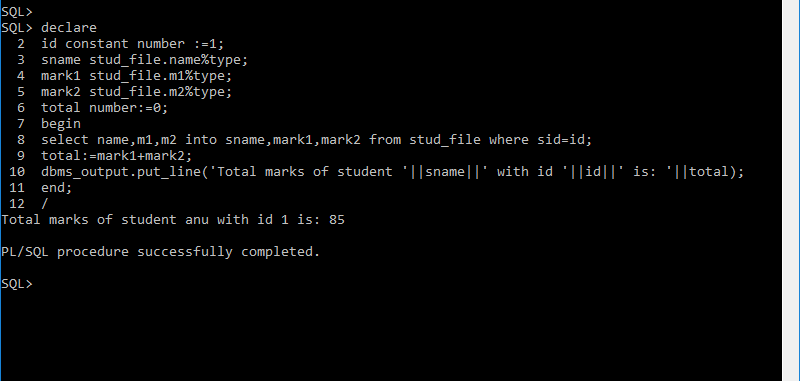 SQL>
SQL> declare
  2  id constant number :=1;
  3  sname stud_file.name%type;
  4  mark1 stud_file.m1%type;
  5  mark2 stud_file.m2%type;
  6  total number:=0;
  7  begin
  8  select name,m1,m2 into sname,mark1,mark2 from stud_file where sid=id;
  9  total:=mark1+mark2;
 10  dbms_output.put_line('Total marks of student '||sname||' with id '||id||' is: '||total);
 11  end;
 12  /
Total marks of student anu with id 1 is: 85
PL/SQL procedure successfully completed.
SQL>